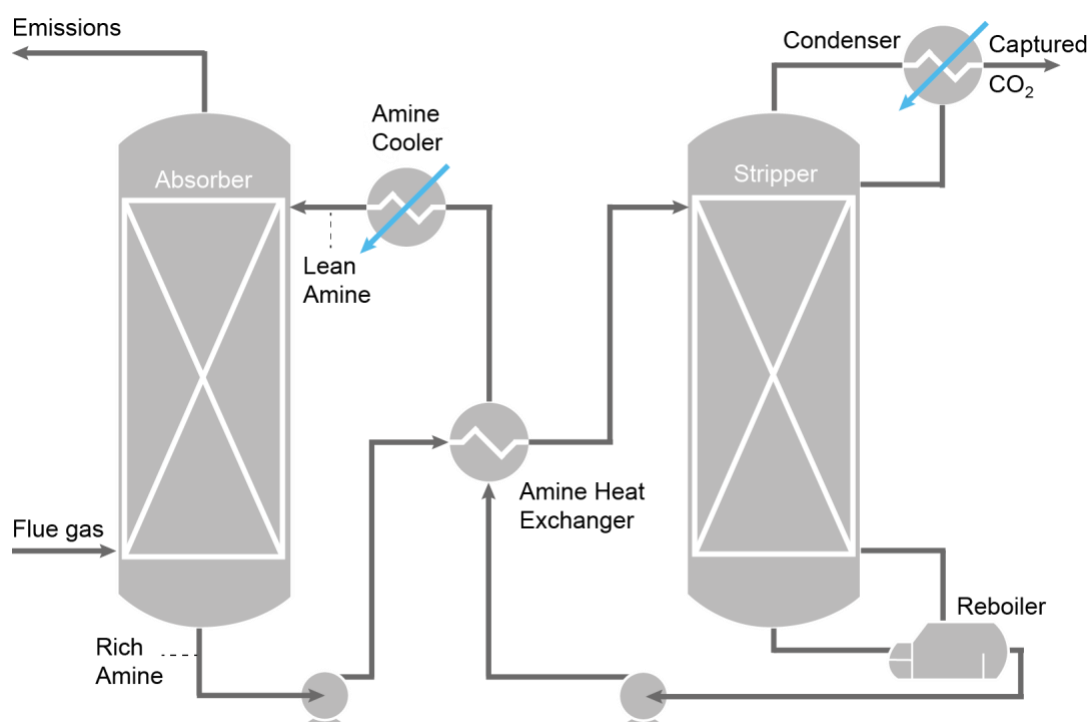 Emissions
Condenser
Captured
CO₂
Amine
Cooler
Absorber
Stripper
Lean
Amine
Amine Heat
Exchanger
Flue gas
Reboiler
Rich
Amine